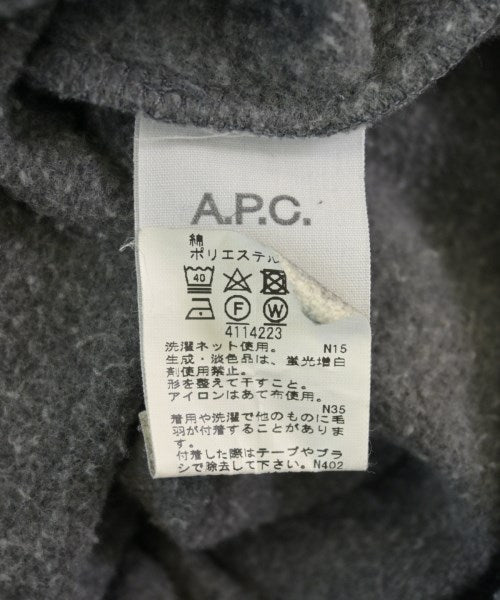 A.P.C.
綿
ポリエステル
40
F W
4114223
洗濯ネット使用。 N15
生成・淡色品は、蛍光増白
剤使用禁止。
形を整えて干すこと。
アイロンはあて布使用。
N35
着用や洗濯で他のものに毛
羽が付着することがありま
す。
付着した際はテープやブラ
シで除去して下さい。N402